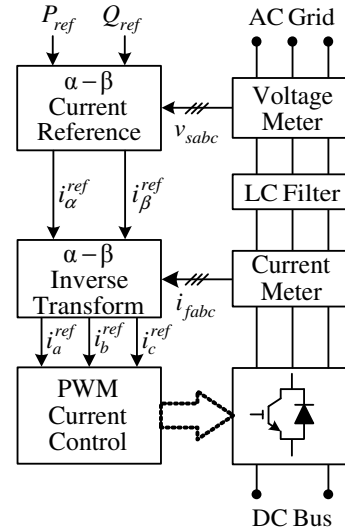 P_ref Q_ref AC Grid
α − β
Current
Reference
v_sabc
Voltage
Meter
LC Filter
i_α^ref i_β^ref
α − β
Inverse
Transform
i_fabc
Current
Meter
i_a^ref i_b^ref i_c^ref
PWM
Current
Control
DC Bus